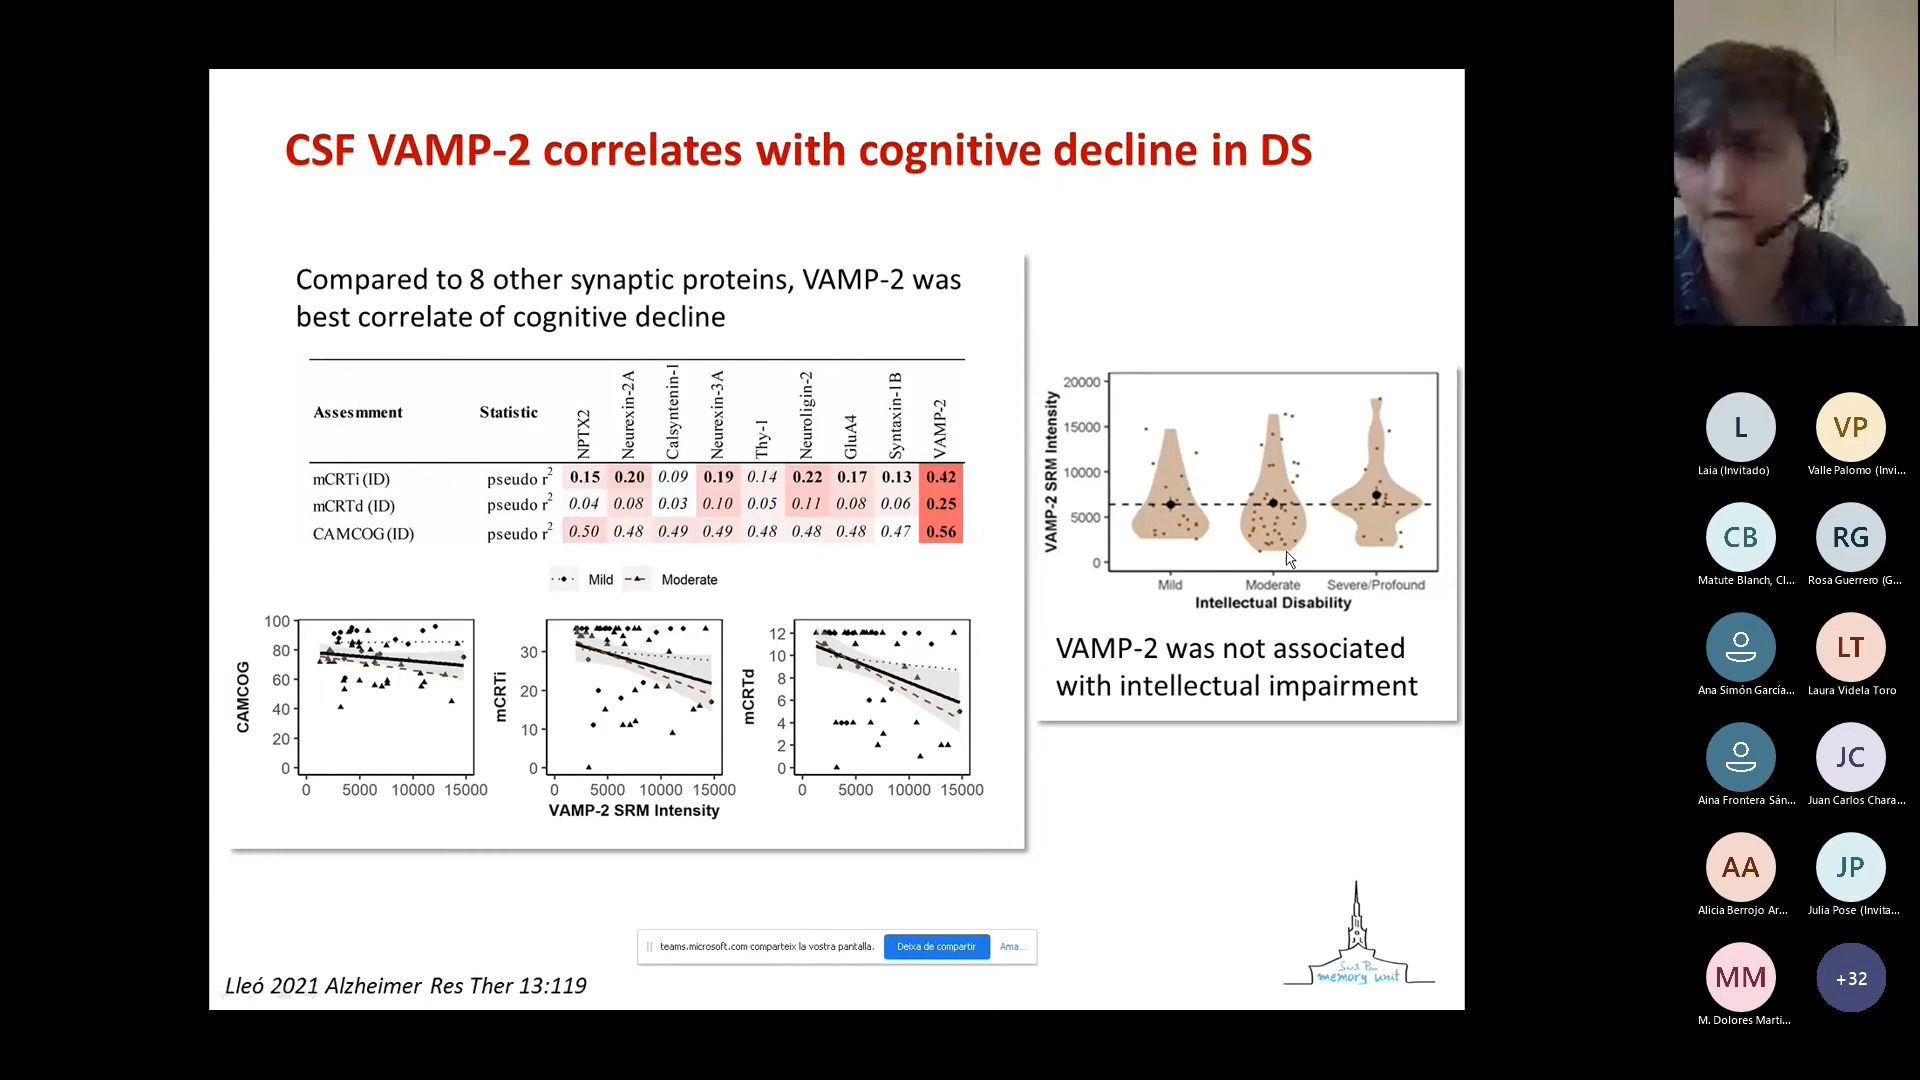 CSF VAMP-2 correlates with cognitive decline in DS
Compared to 8 other synaptic proteins, VAMP-2 was
best correlate of cognitive decline
Assesmment Statistic NPTX2 Neurexin-2A Calsyntenin-1 Neurexin-3A Thy-1 Neuroligin-2 GluA4 Syntaxin-1B VAMP-2
mCRTi (ID) pseudo r2 0.15 0.20 0.09 0.19 0.14 0.22 0.17 0.13 0.42
mCRTd (ID) pseudo r2 0.04 0.08 0.03 0.10 0.05 0.11 0.08 0.06 0.25
CAMCOG (ID) pseudo r2 0.50 0.48 0.49 0.49 0.48 0.48 0.48 0.47 0.56
Mild Moderate
CAMCOG
100
80
60
40
20
0
0 5000 10000 15000
mCRTi
30
20
10
0
0 5000 10000 15000
mCRTd
12
10
8
6
4
2
0
0 5000 10000 15000
VAMP-2 SRM Intensity
VAMP-2 SRM Intensity
20000
15000
10000
5000
0
Mild Moderate Severe/Profound
Intellectual Disability
VAMP-2 was not associated
with intellectual impairment
teams.microsoft.com comparteix la vostra pantalla. Deixa de compartir Ama...
Lleó 2021 Alzheimer Res Ther 13:119
Sant Pau
memory unit
L VP
Laia (Invitado) Valle Palomo (Invi...
CB RG
Matute Blanch, Cl... Rosa Guerrero (G...
LT
Ana Simón García... Laura Videla Toro
JC
Aina Frontera Sán... Juan Carlos Chara...
AA JP
Alicia Berrojo Ar... Julia Pose (Invita...
MM +32
M. Dolores Marti...